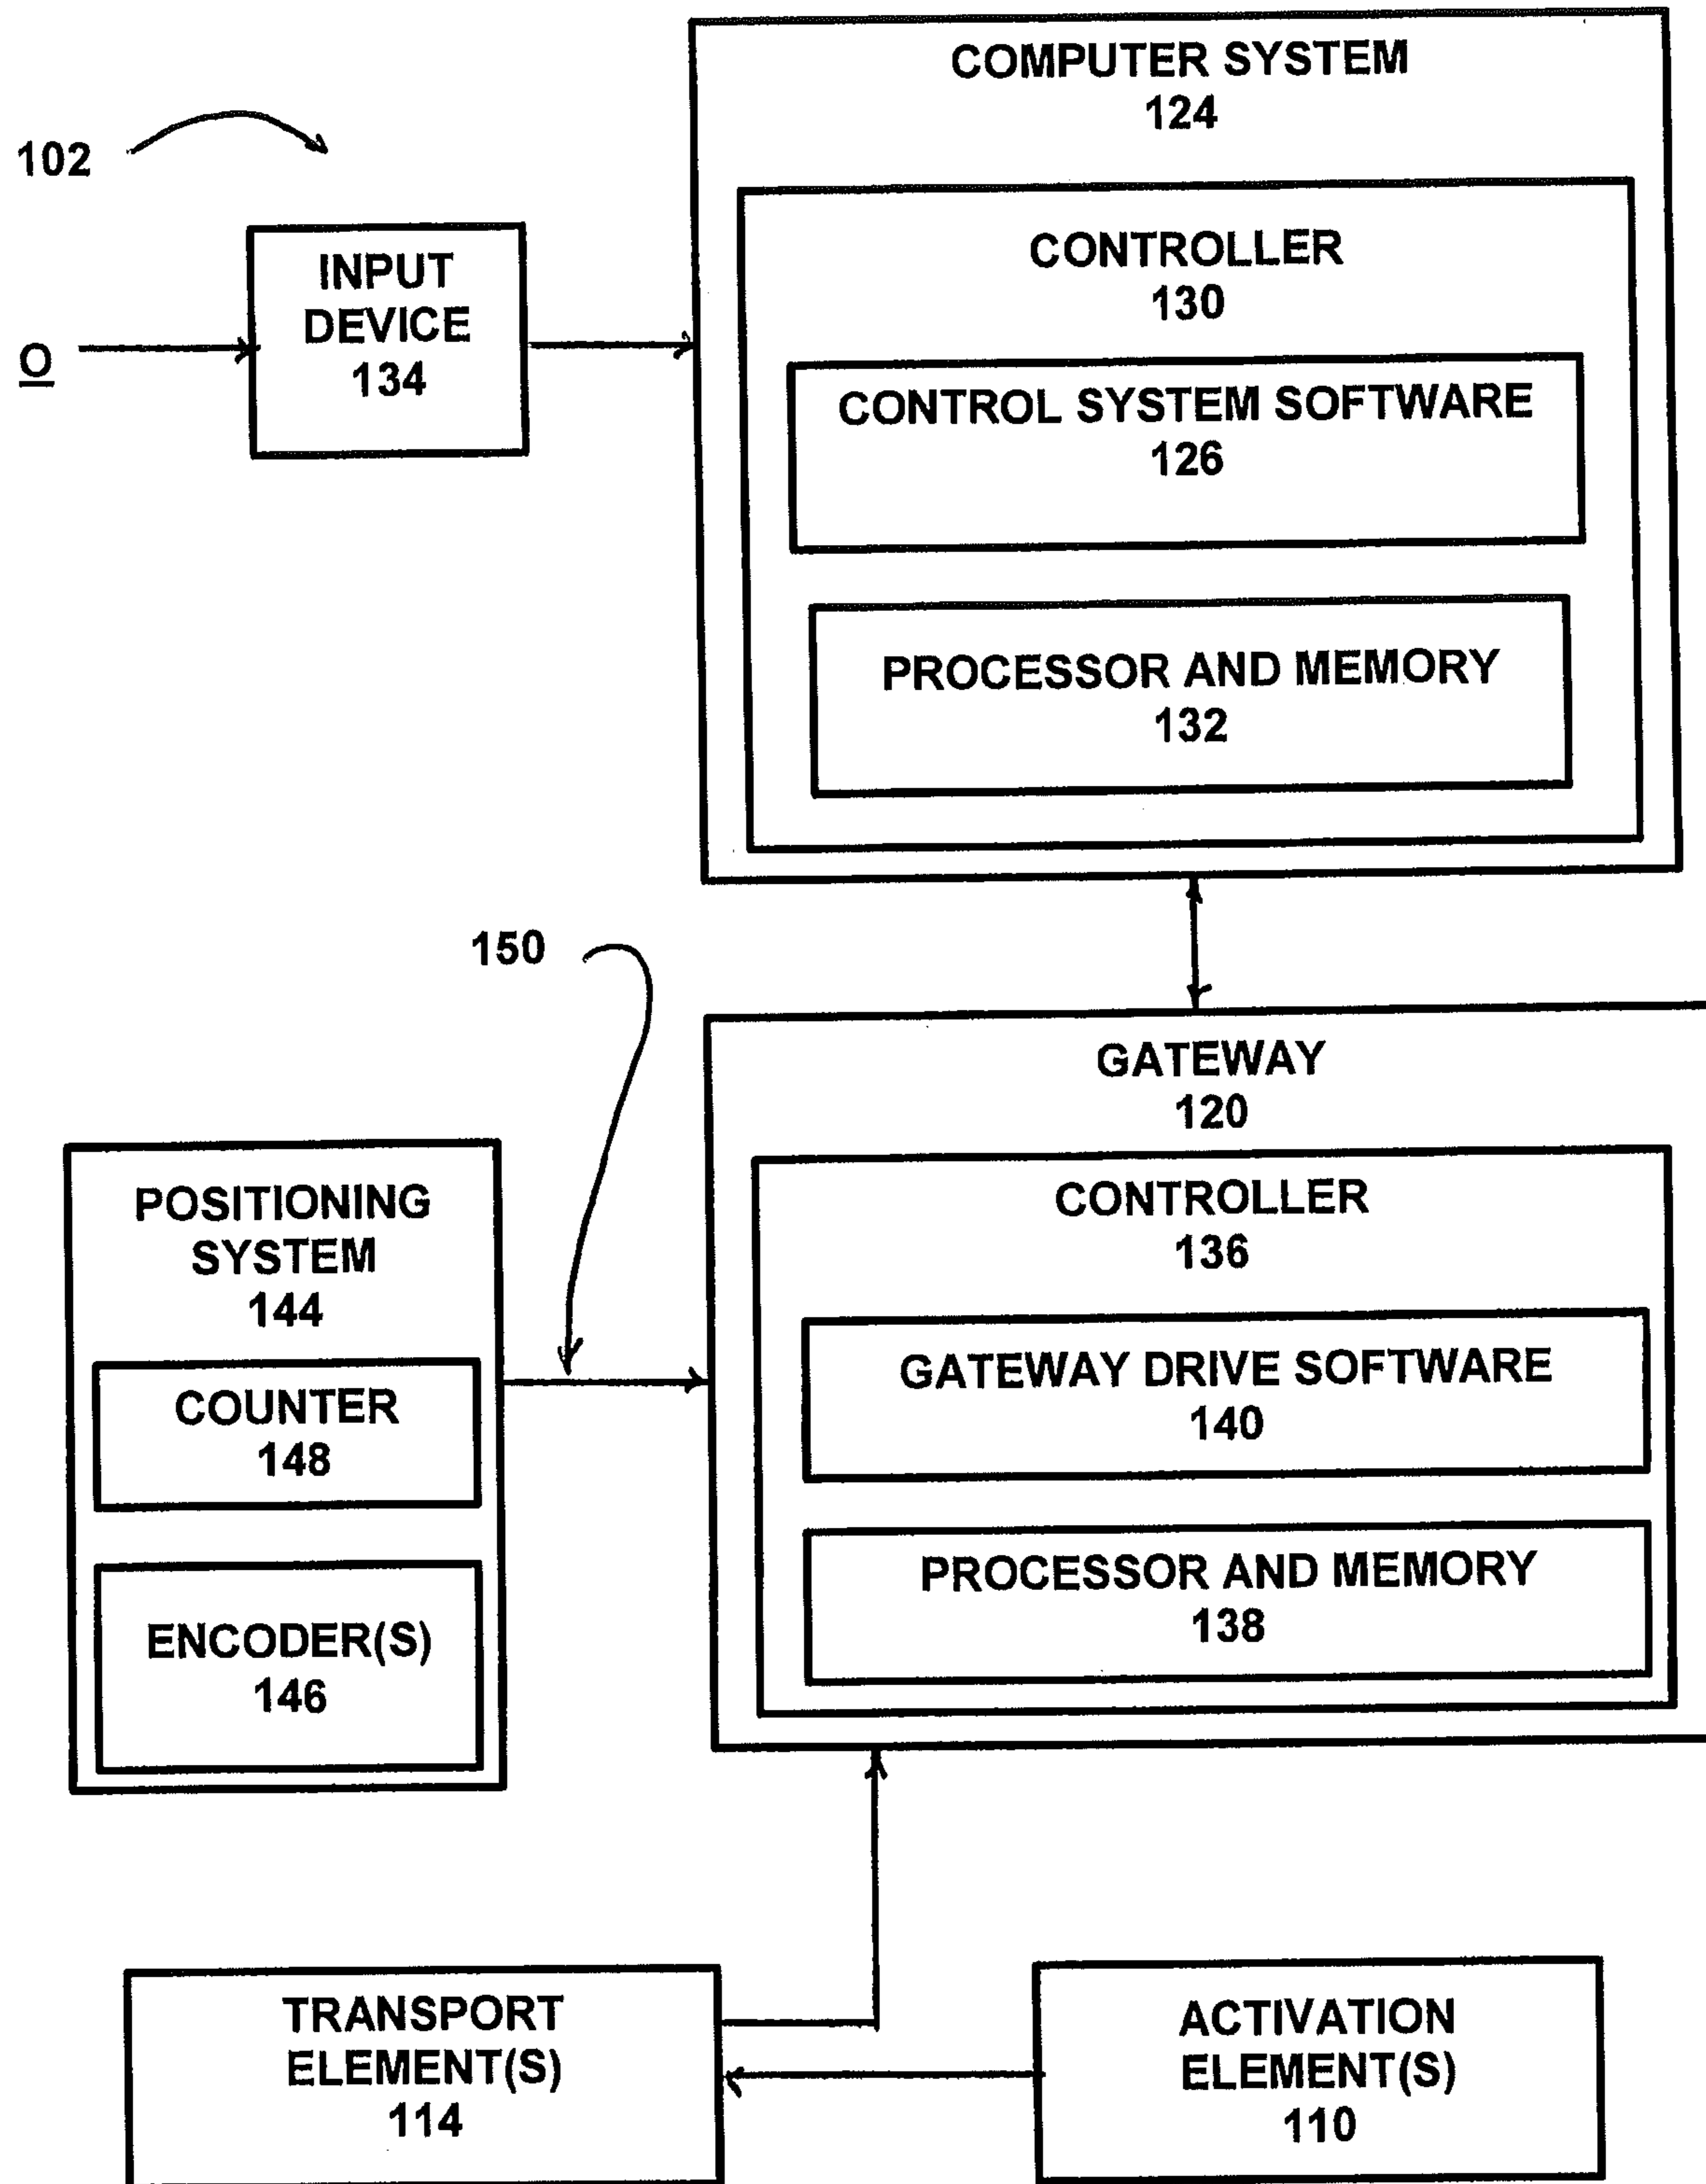 COMPUTER SYSTEM
124
102
CONTROLLER
130
INPUT
DEVICE
134
O
CONTROL SYSTEM SOFTWARE
126
PROCESSOR AND MEMORY
132
150
GATEWAY
120
CONTROLLER
136
POSITIONING
SYSTEM
144
GATEWAY DRIVE SOFTWARE
140
COUNTER
148
PROCESSOR AND MEMORY
138
ENCODER(S)
146
TRANSPORT
ELEMENT(S)
114
ACTIVATION
ELEMENT(S)
110